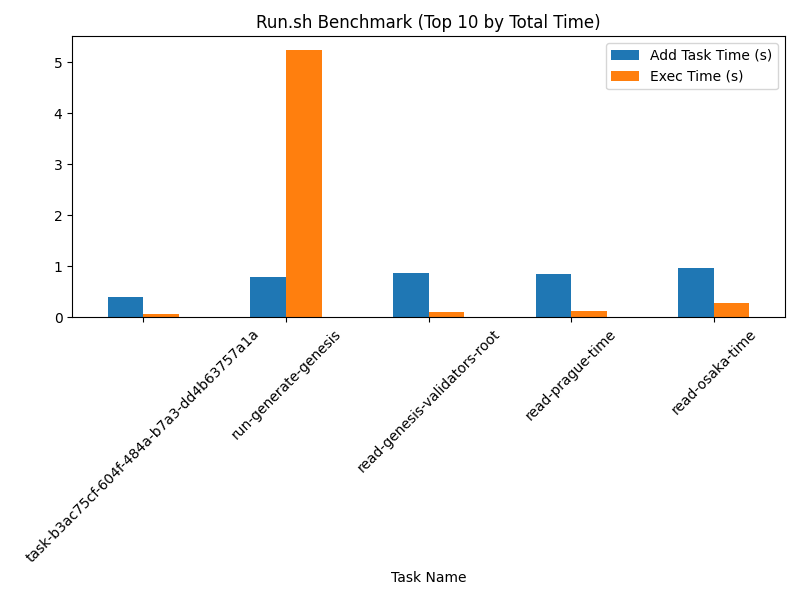 Run.sh Benchmark (Top 10 by Total Time)
Add Task Time (s)
Exec Time (s)
5
4
3
2
1
0
task-b3ac75cf-604f-484a-b7a3-dd4b63757a1a
run-generate-genesis
read-genesis-validators-root
read-prague-time
read-osaka-time
Task Name